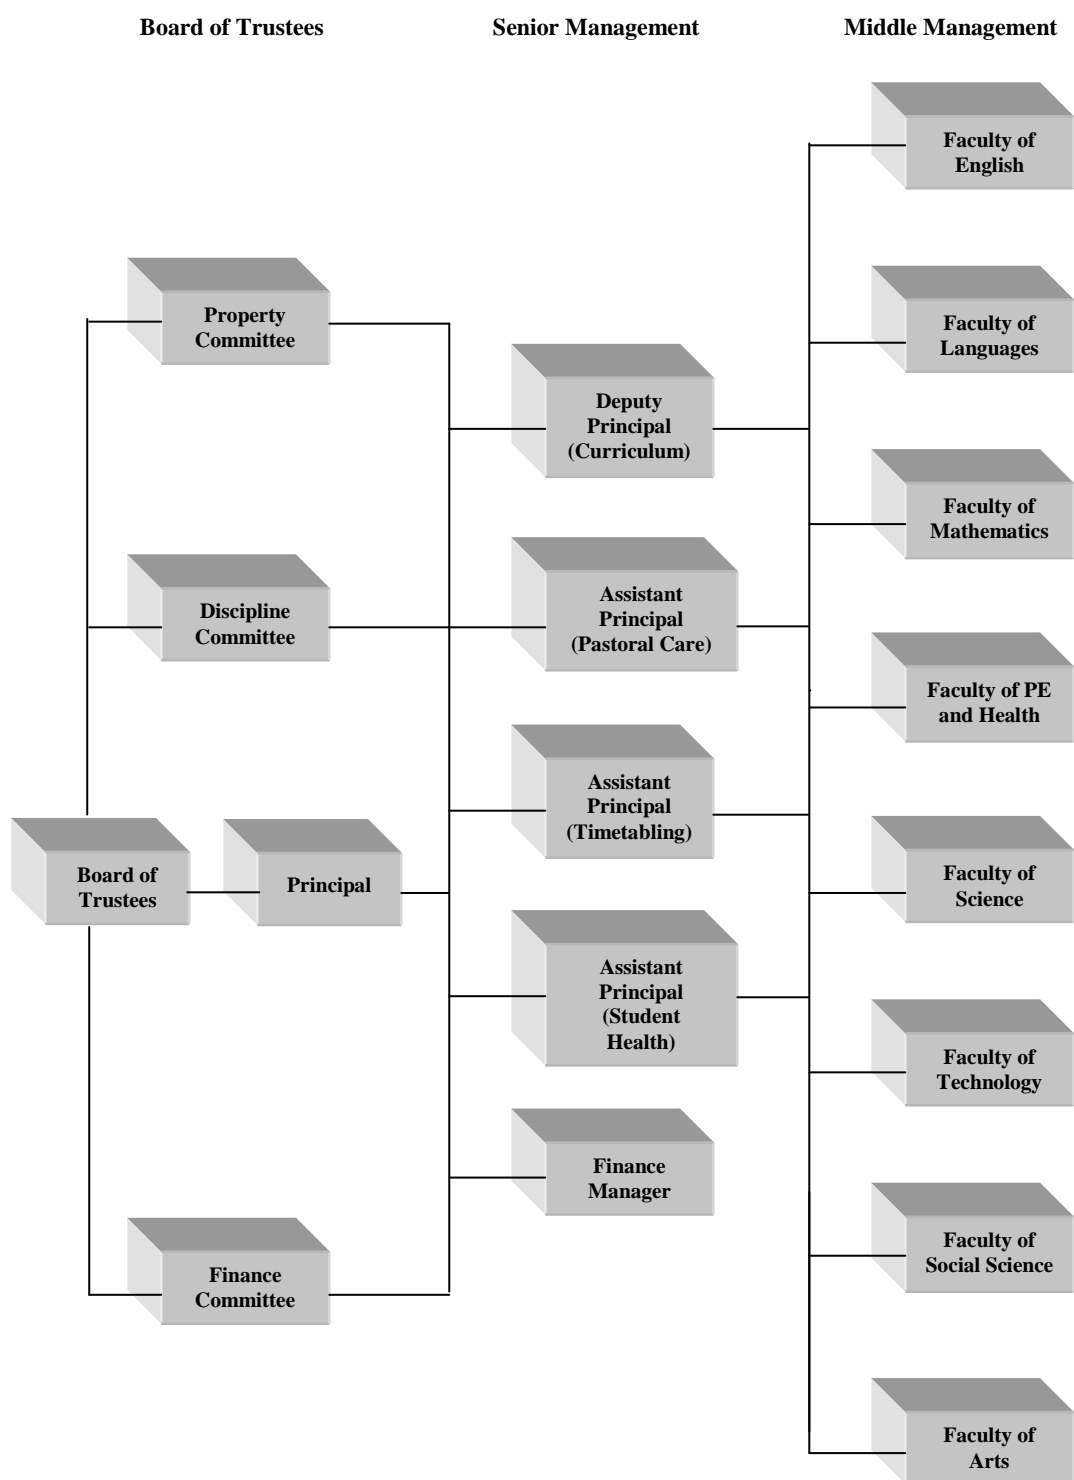 Board of Trustees
Senior Management
Middle Management
Property
Committee
Discipline
Committee
Board of
Trustees
Principal
Finance
Committee
Deputy
Principal
(Curriculum)
Assistant
Principal
(Pastoral Care)
Assistant
Principal
(Timetabling)
Assistant
Principal
(Student
Health)
Finance
Manager
Faculty of
English
Faculty of
Languages
Faculty of
Mathematics
Faculty of PE
and Health
Faculty of
Science
Faculty of
Technology
Faculty of
Social Science
Faculty of
Arts